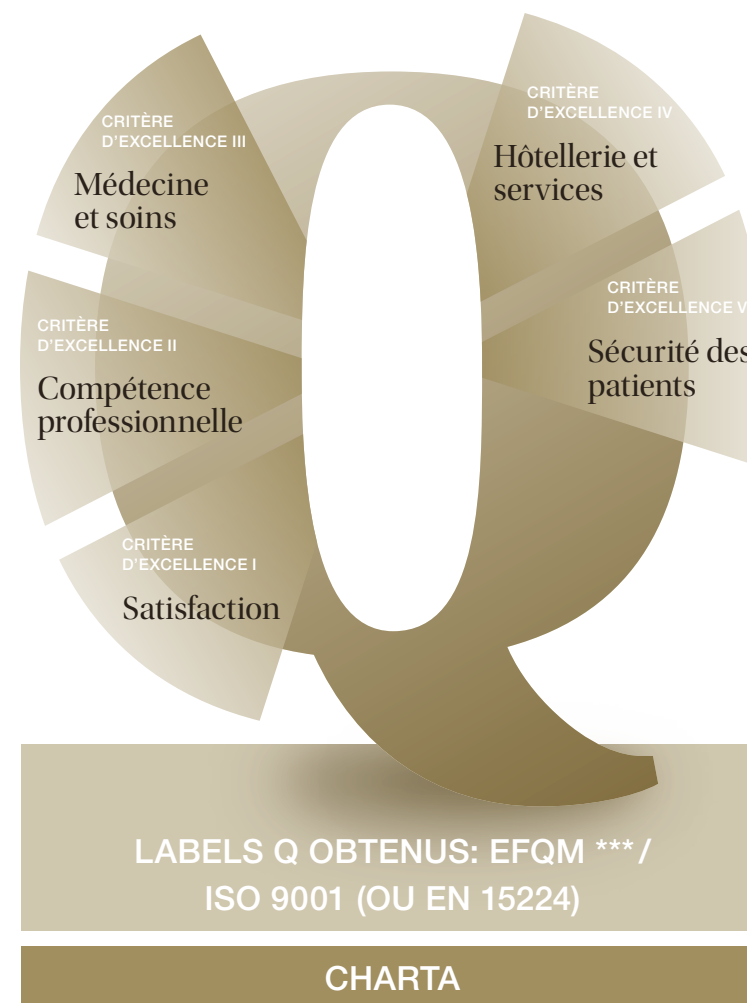 CRITÈRE
D'EXCELLENCE III
Médecine
et soins
CRITÈRE
D'EXCELLENCE IV
Hôtellerie et
services
CRITÈRE
D'EXCELLENCE II
Compétence
professionnelle
CRITÈRE
D'EXCELLENCE V
Sécurité des
patients
CRITÈRE
D'EXCELLENCE I
Satisfaction
LABELS Q OBTENUS: EFQM ***/
ISO 9001 (OU EN 15224)
CHARTA